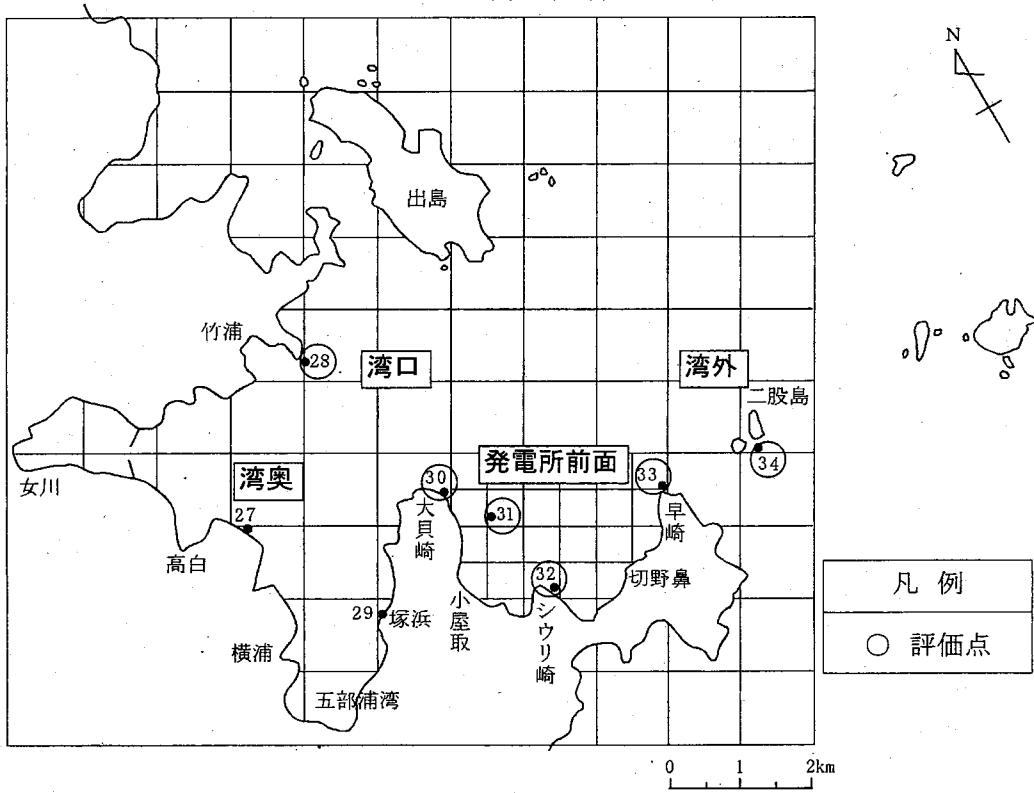 N
出島
竹浦
28
湾口
湾外
二股島
34
発電所前面
33
30
湾奥
女川
27
31
大貝崎
早崎
高白
32
切野鼻
29
塚浜
小屋取
シウリ崎
横浦
五部浦湾
凡例
○ 評価点
0 1 2km